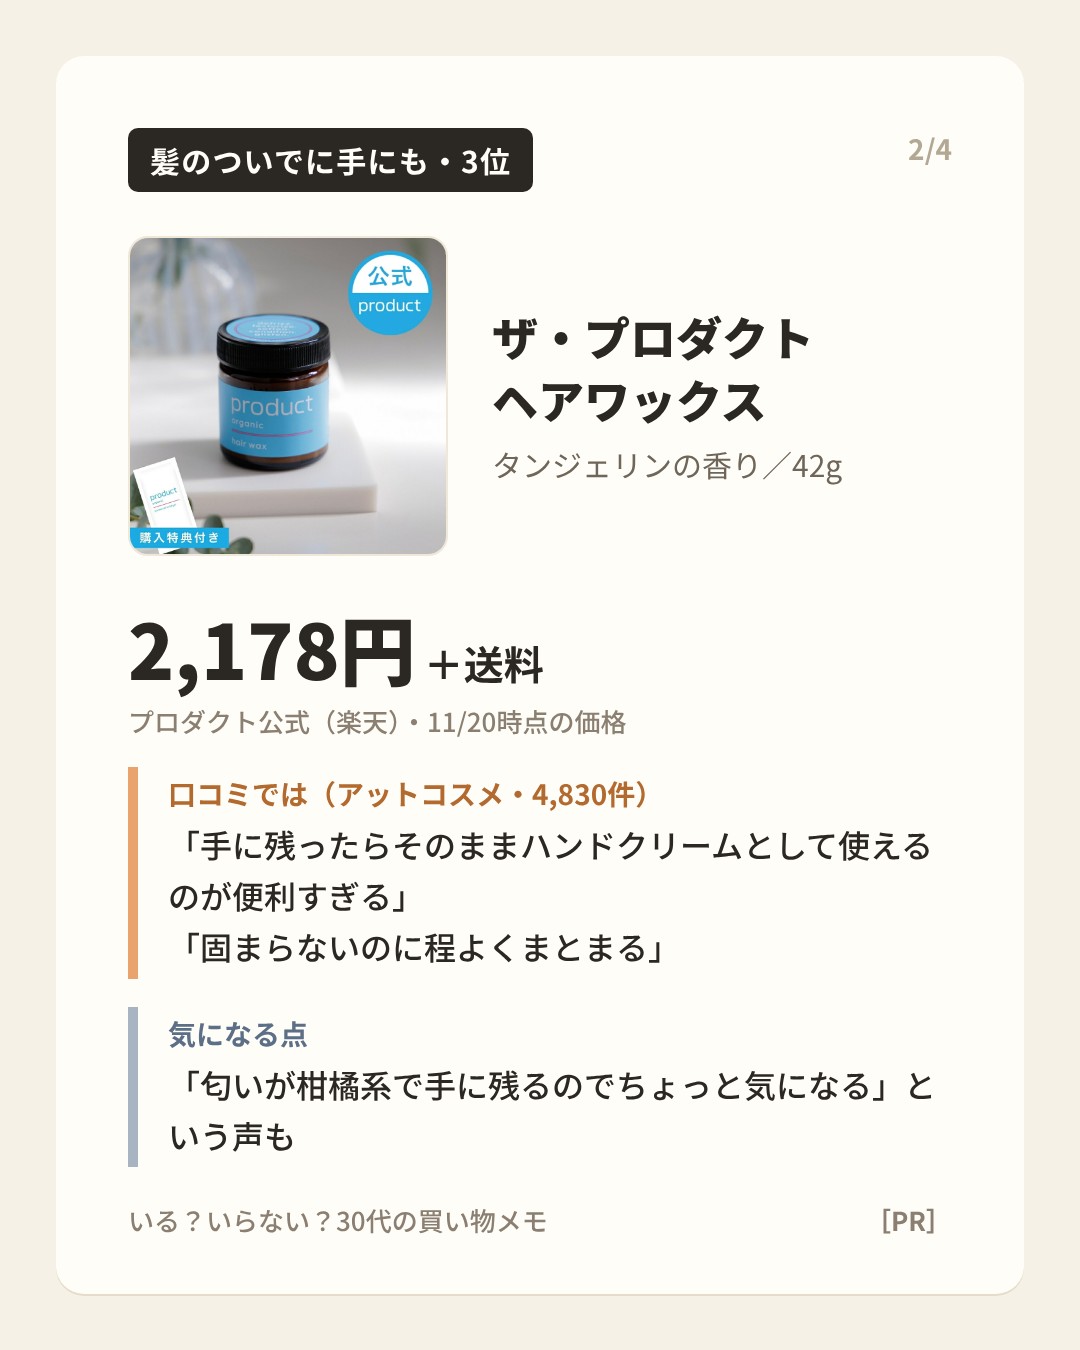 髪のついでに手にも・3位
2/4
公式
product
product
organic
hair wax
product
購入特典付き
ザ・プロダクト
ヘアワックス
タンジェリンの香り／42g
2,178円＋送料
プロダクト公式（楽天）・11/20時点の価格
口コミでは（アットコスメ・4,830件）
「手に残ったらそのままハンドクリームとして使える
のが便利すぎる」
「固まらないのに程よくまとまる」
気になる点
「匂いが柑橘系で手に残るのでちょっと気になる」と
いう声も
いる？いらない？30代の買い物メモ
［PR］